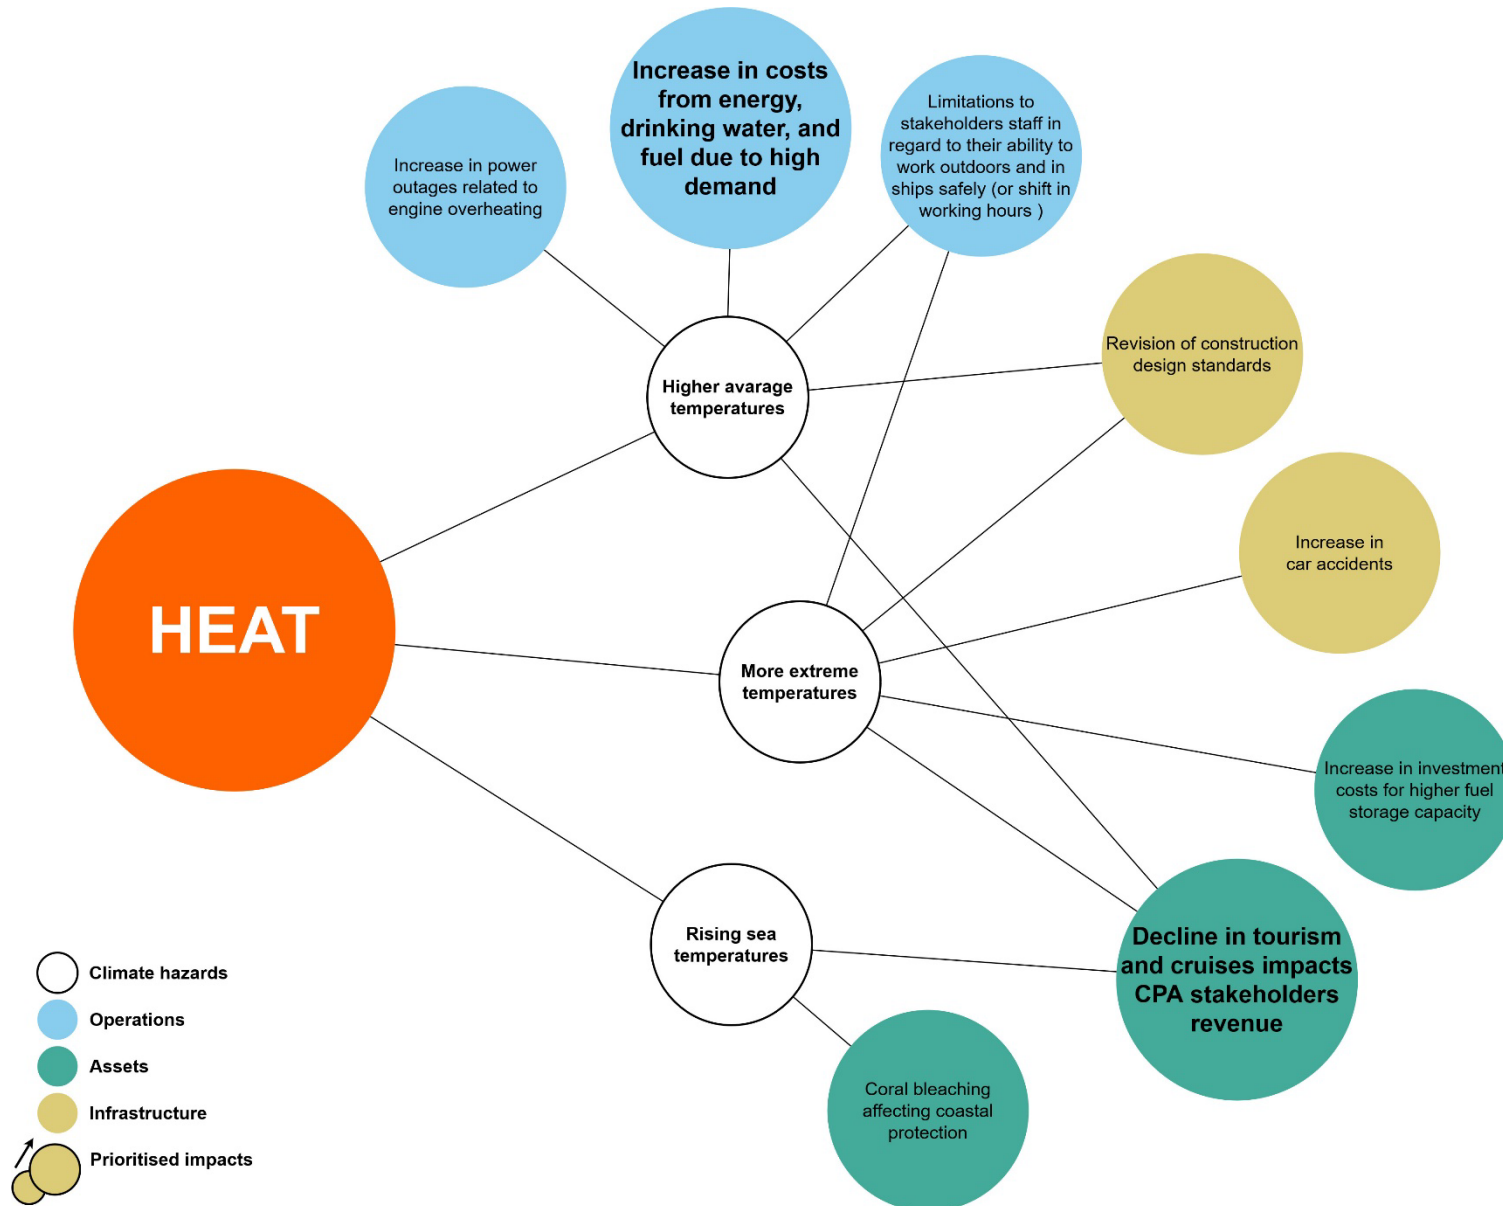 Increase in costs
from energy,
drinking water, and
fuel due to high
demand
Limitations to
stakeholders staff in
regard to their ability to
work outdoors and in
ships safely (or shift in
working hours )
Increase in power
outages related to
engine overheating
Revision of construction
design standards
Higher avarage
temperatures
Increase in
car accidents
HEAT
More extreme
temperatures
Increase in investment
costs for higher fuel
storage capacity
Rising sea
temperatures
Decline in tourism
and cruises impacts
CPA stakeholders
revenue
Coral bleaching
affecting coastal
protection
Climate hazards
Operations
Assets
Infrastructure
Prioritised impacts